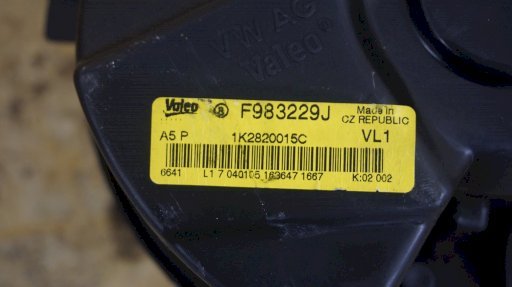 VW AG
Valeo®
Valeo ® F983229J Made in
CZ REPUBLIC
A5 P 1K2820015C VL1
6641 L1 7 040105 163647 1667 K:02 002